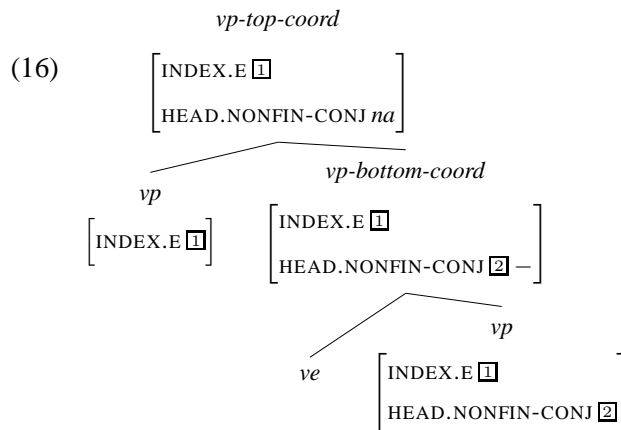 vp-top-coord
(16)
INDEX.E 1
HEAD.NONFIN-CONJ na
vp
vp-bottom-coord
INDEX.E 1
INDEX.E 1
HEAD.NONFIN-CONJ 2 –
ve
vp
INDEX.E 1
HEAD.NONFIN-CONJ 2